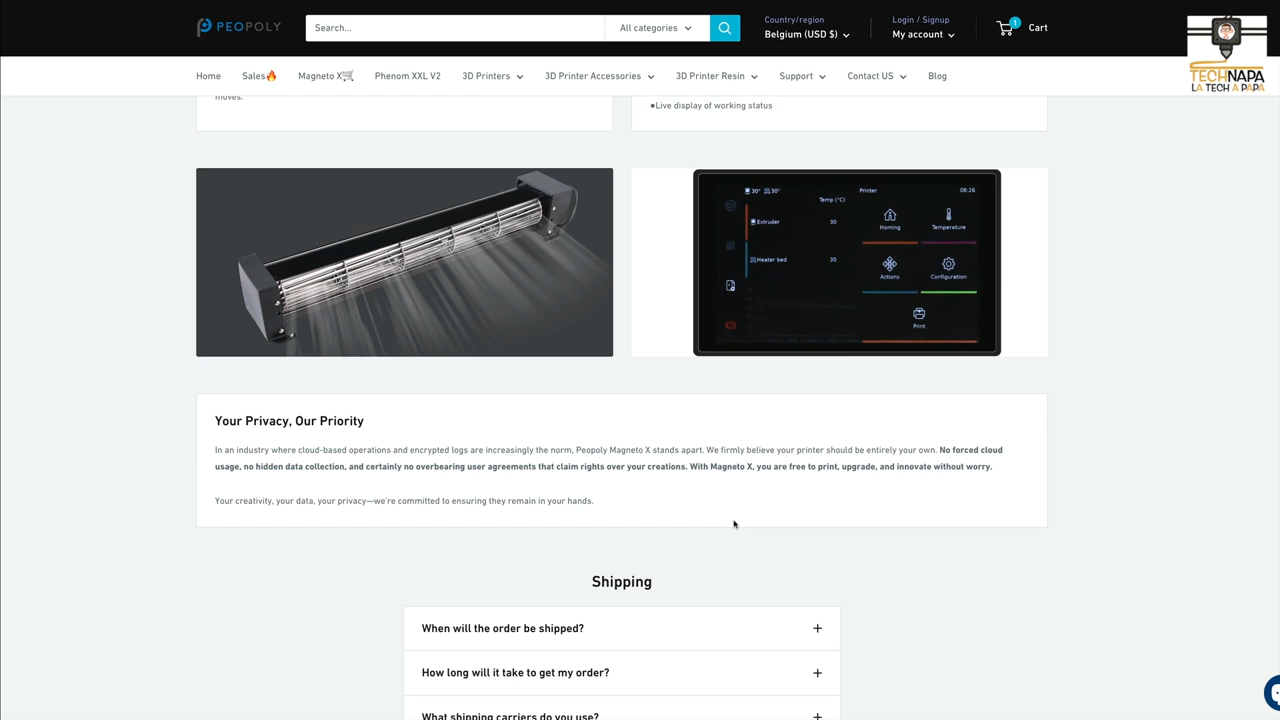 PEOPOLY
Search...
All categories
Country/region
Belgium (USD $)
Login / Signup
My account
1
Cart
TECHNAPA
LA TECH A PAPA
Home
Sales🔥
Magneto X🛒
Phenom XXL V2
3D Printers
3D Printer Accessories
3D Printer Resin
Support
Contact US
Blog
moves.
●Live display of working status
30° 30°
Printer
08:26
Temp (°C)
Extruder 30
Heater bed 30
Homing
Temperature
Actions
Configuration
Print
Your Privacy, Our Priority
In an industry where cloud-based operations and encrypted logs are increasingly the norm, Peopoly Magneto X stands apart. We firmly believe your printer should be entirely your own. No forced cloud
usage, no hidden data collection, and certainly no overbearing user agreements that claim rights over your creations. With Magneto X, you are free to print, upgrade, and innovate without worry.
Your creativity, your data, your privacy—we're committed to ensuring they remain in your hands.
Shipping
When will the order be shipped? +
How long will it take to get my order? +
What shipping carriers do you use? +